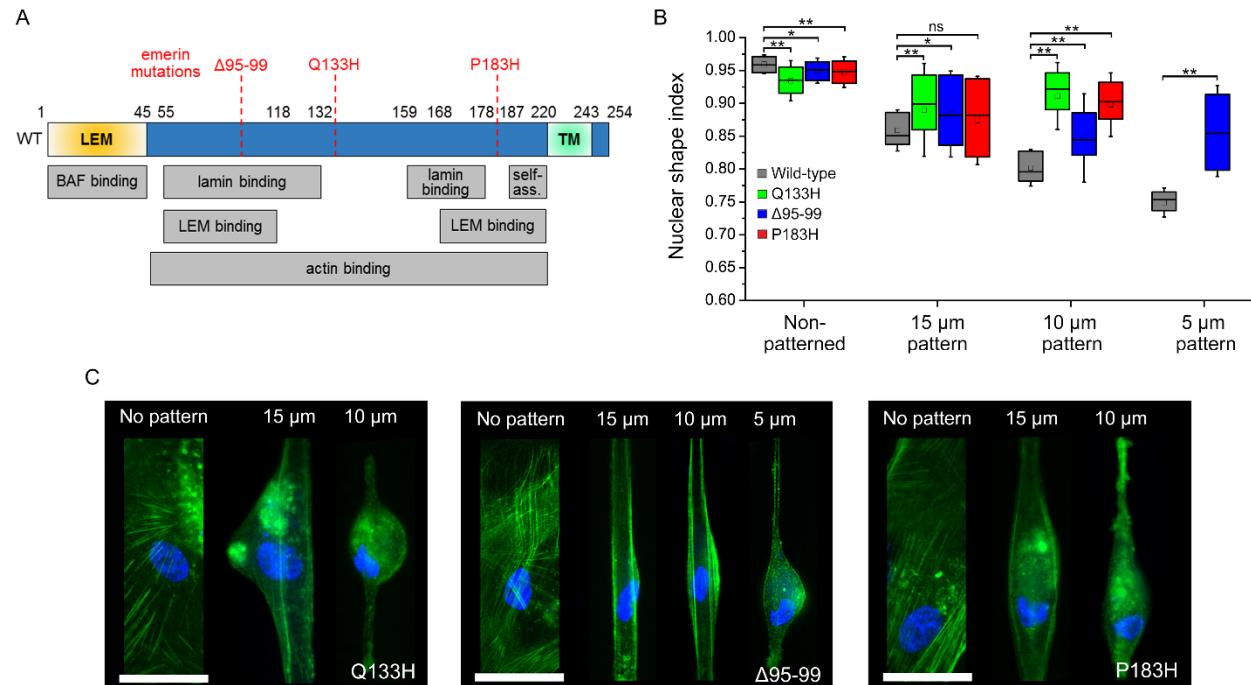 A
emerin
mutations
Δ95-99
Q133H
P183H
1
45
55
118
132
159
168
178
187
220
243
254
WT
LEM
TM
BAF binding
lamin binding
lamin
binding
self-
ass.
LEM binding
LEM binding
actin binding
B
Nuclear shape index
1.00
0.95
0.90
0.85
0.80
0.75
0.70
0.65
0.60
**
*
**
ns
*
**
**
**
**
**
Wild-type
Q133H
Δ95-99
P183H
Non-
patterned
15 µm
pattern
10 µm
pattern
5 µm
pattern
C
No pattern
15 µm
10 µm
Q133H
No pattern
15 µm
10 µm
5 µm
Δ95-99
No pattern
15 µm
10 µm
P183H